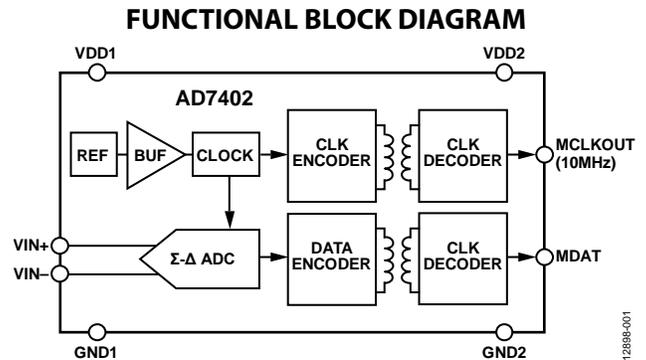 FUNCTIONAL BLOCK DIAGRAM
VDD1
VDD2
AD7402
REF
BUF
CLOCK
CLK
ENCODER
CLK
DECODER
MCLKOUT
(10MHz)
VIN+
VIN–
Σ-Δ ADC
DATA
ENCODER
CLK
DECODER
MDAT
GND1
GND2
12898-001